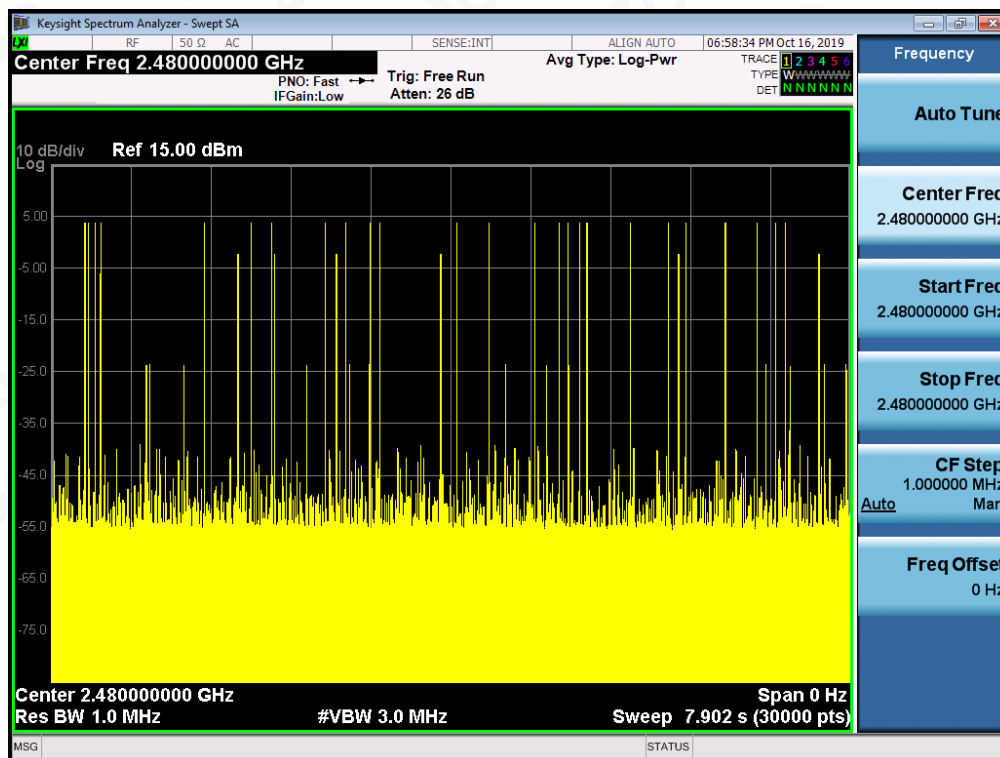 Keysight Spectrum Analyzer - Swept SA
LXI RF 50 Ω AC SENSE:INT ALIGN AUTO 06:58:34 PM Oct 16, 2019
Center Freq 2.480000000 GHz
PNO: Fast
IFGain:Low
Trig: Free Run
Atten: 26 dB
Avg Type: Log-Pwr
TRACE 1 2 3 4 5 6
TYPE W WWWWW
DET N N N N N N
10 dB/div Ref 15.00 dBm
Log
5.00
-5.00
-15.0
-25.0
-35.0
-45.0
-55.0
-65.0
-75.0
Center 2.480000000 GHz Span 0 Hz
Res BW 1.0 MHz #VBW 3.0 MHz Sweep 7.902 s (30000 pts)
MSG STATUS
Frequency
Auto Tune
Center Freq
2.480000000 GHz
Start Freq
2.480000000 GHz
Stop Freq
2.480000000 GHz
CF Step
1.000000 MHz
Auto Man
Freq Offset
0 Hz